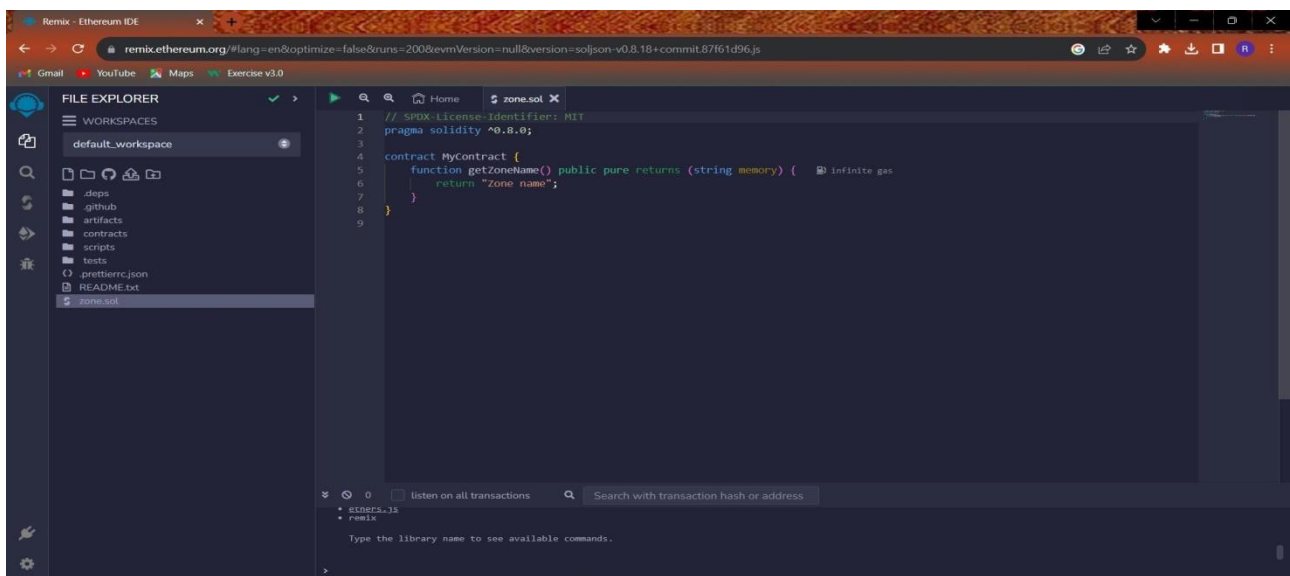 Remix - Ethereum IDE
remix.ethereum.org/#lang=en&optimize=false&runs=200&evmVersion=null&version=soljson-v0.8.18+commit.87f61d96.js
Gmail YouTube Maps Exercise v3.0
FILE EXPLORER
WORKSPACES
default_workspace
.deps
.github
artifacts
contracts
scripts
tests
.prettierrc.json
README.txt
zone.sol
Home zone.sol
1 // SPDX-License-Identifier: MIT
2 pragma solidity ^0.8.0;
3
4 contract MyContract {
5 function getZoneName() public pure returns (string memory) { infinite gas
6 return "Zone name";
7 }
8 }
9
0 listen on all transactions Search with transaction hash or address
ethers.js
remix
Type the library name to see available commands.
>
R